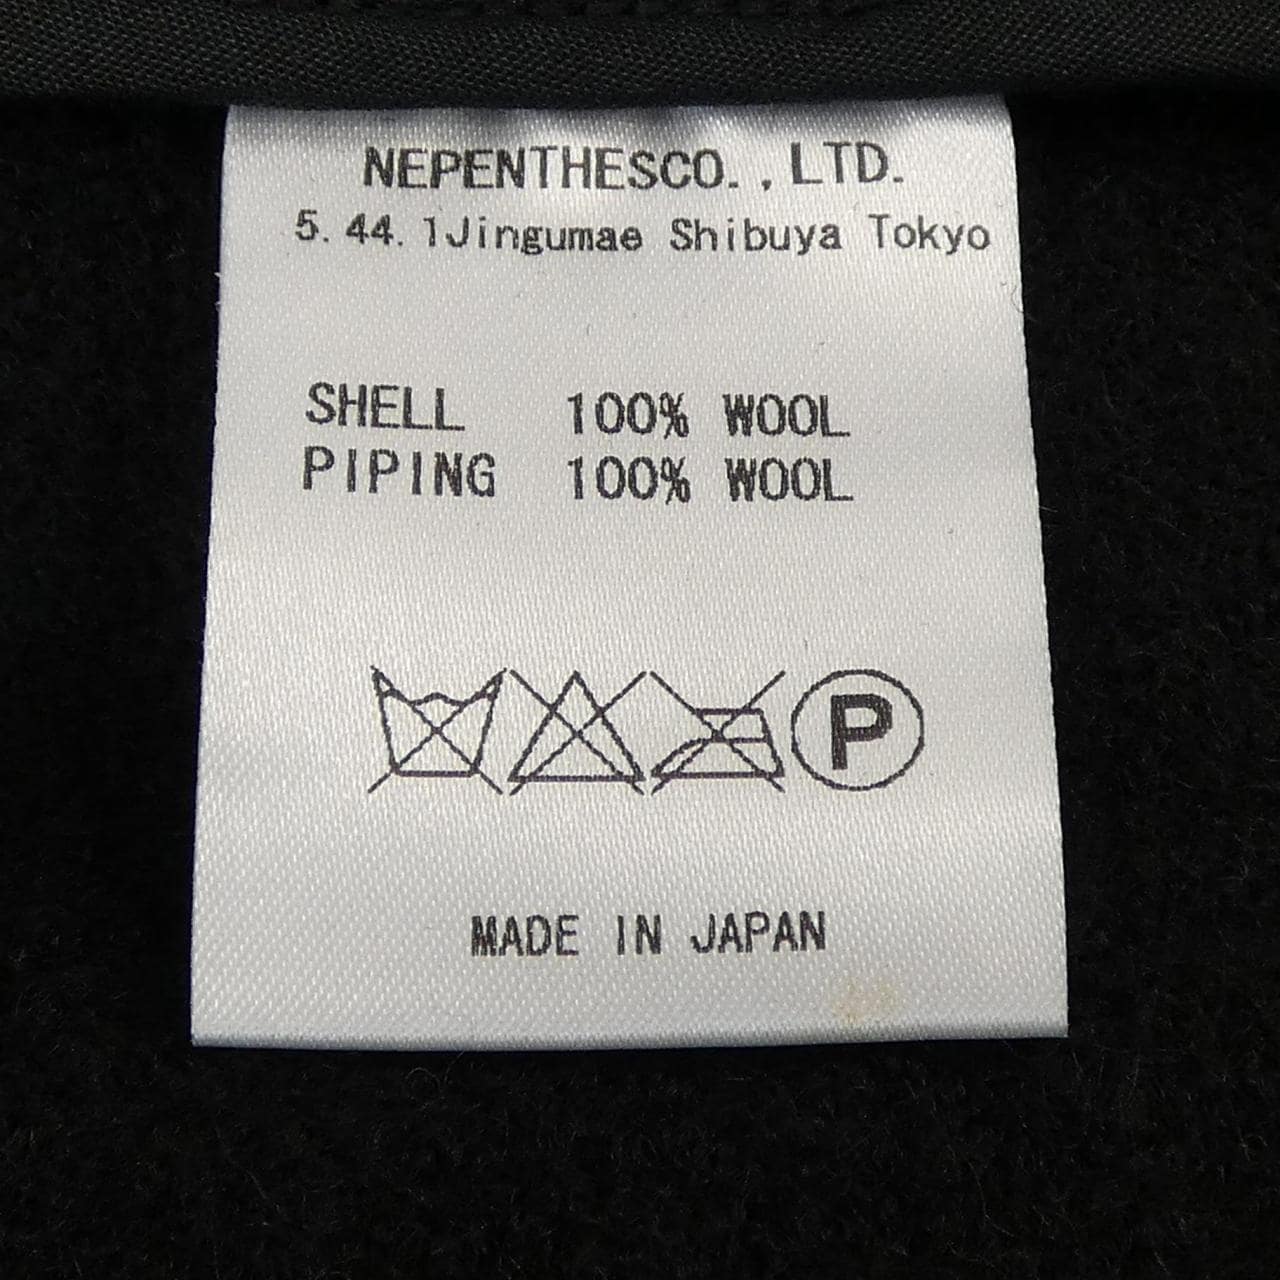 NEPENTHESCO., LTD.
5. 44. 1Jingumae Shibuya Tokyo
SHELL 100% WOOL
PIPING 100% WOOL
P
MADE IN JAPAN